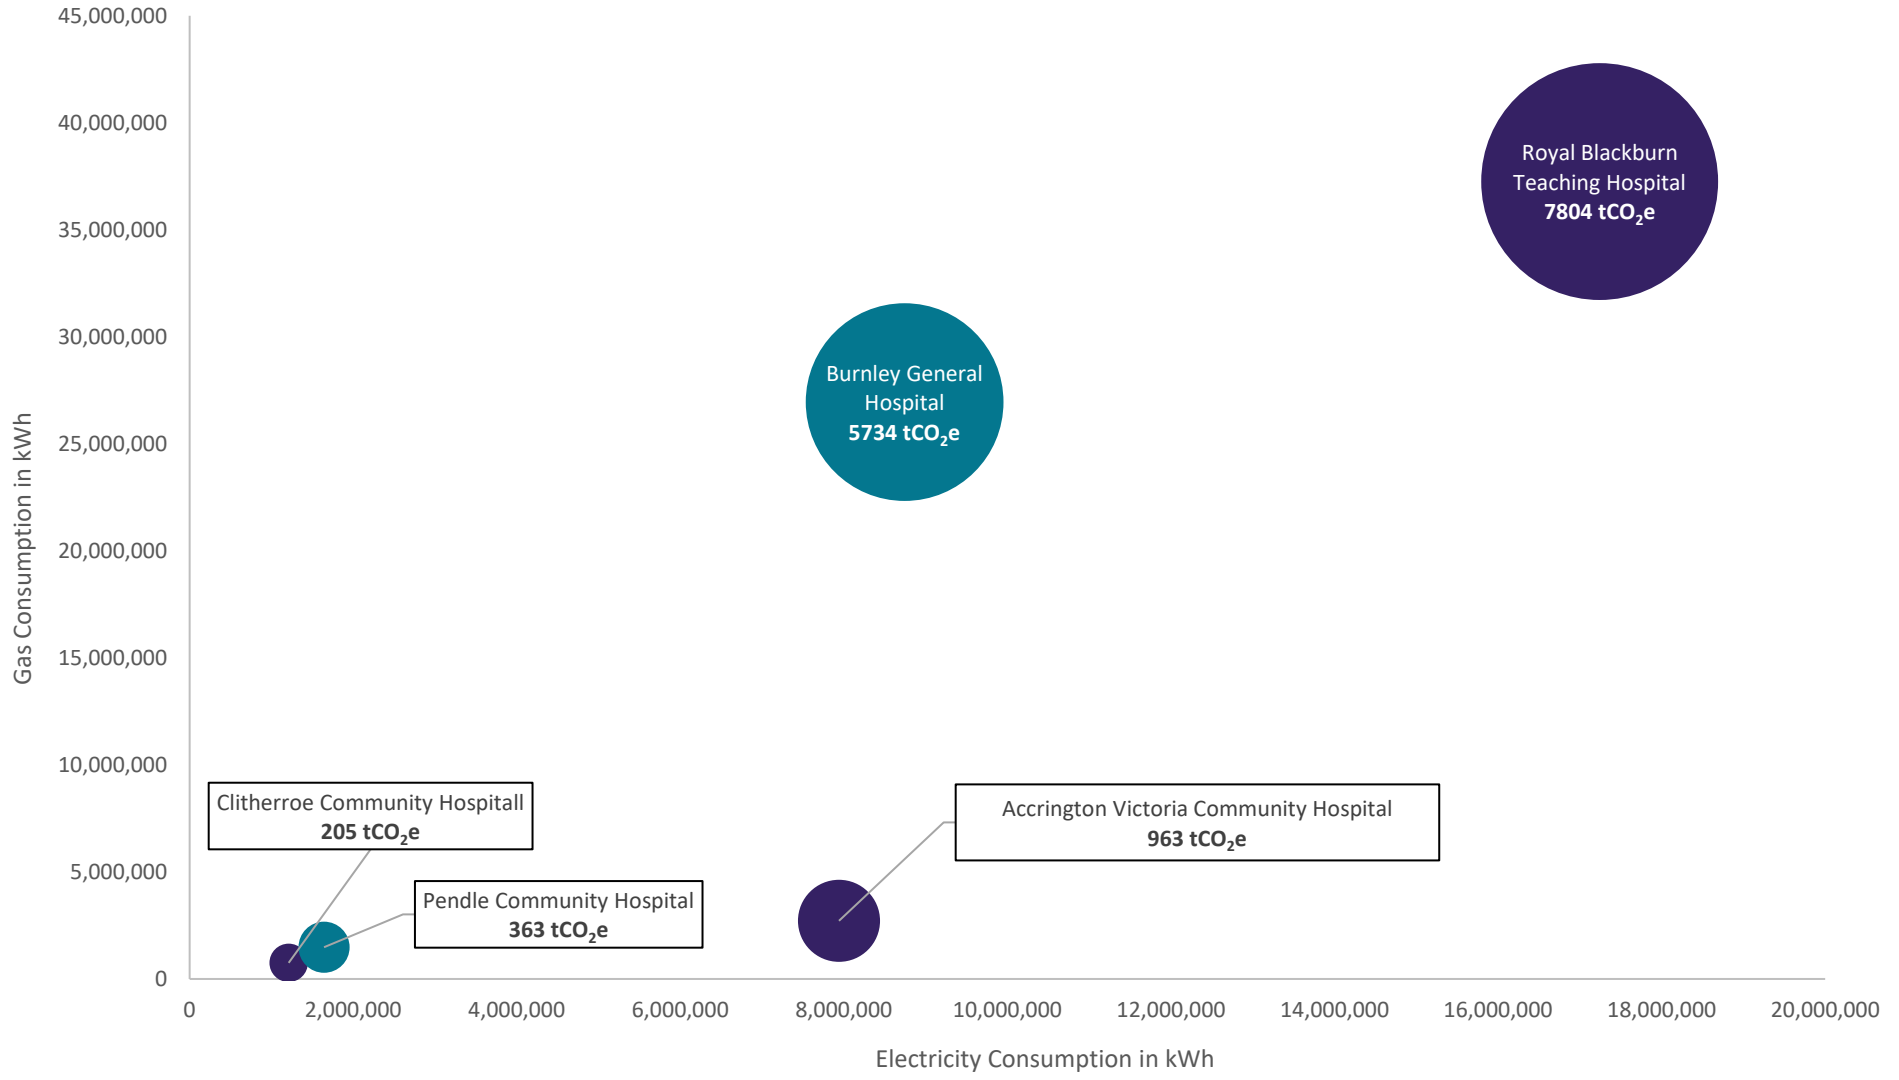 45,000,000
40,000,000
35,000,000
30,000,000
25,000,000
20,000,000
15,000,000
10,000,000
5,000,000
0
Gas Consumption in kWh
Royal Blackburn
Teaching Hospital
7804 tCO₂e
Burnley General
Hospital
5734 tCO₂e
Clitherroe Community Hospitall
205 tCO₂e
Pendle Community Hospital
363 tCO₂e
Accrington Victoria Community Hospital
963 tCO₂e
0
2,000,000
4,000,000
6,000,000
8,000,000
10,000,000
12,000,000
14,000,000
16,000,000
18,000,000
20,000,000
Electricity Consumption in kWh